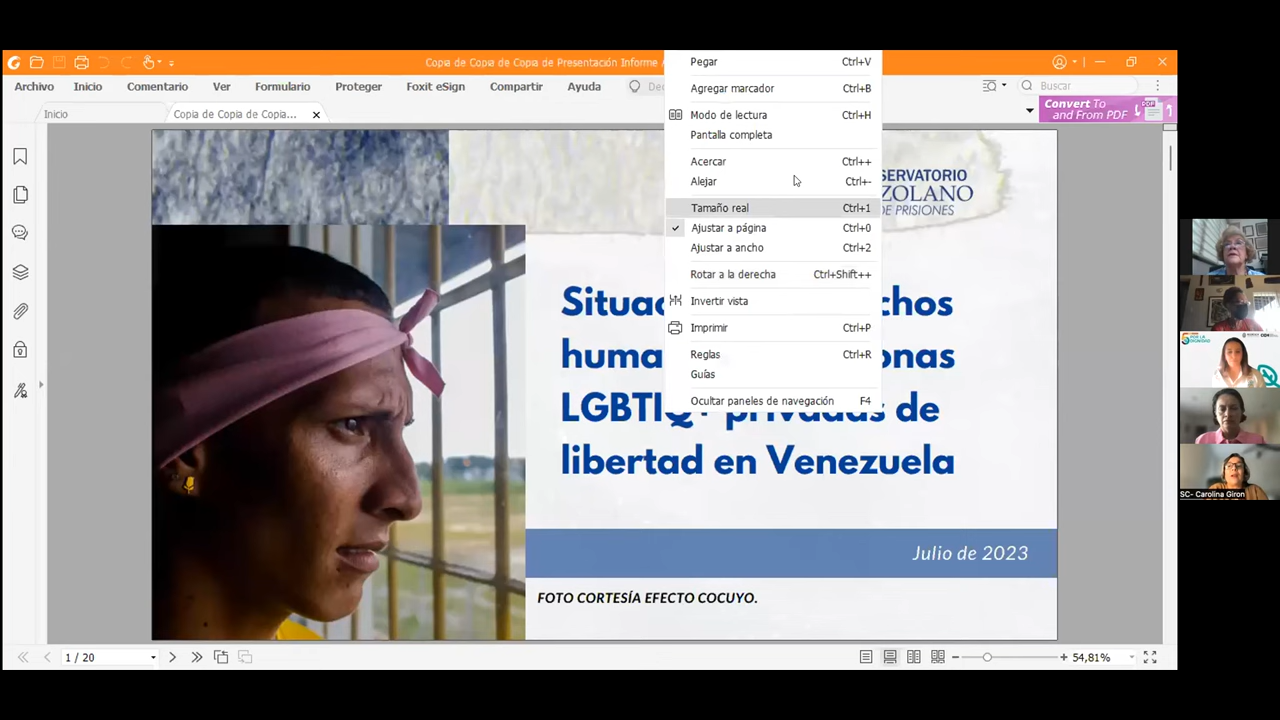 Copia de Copia de Copia de Presentación Informe
Archivo Inicio Comentario Ver Formulario Proteger Foxit eSign Compartir Ayuda
Buscar
Inicio
Copia de Copia de Copia...
Convert To
and From PDF
PDF
Pegar Ctrl+V
Agregar marcador Ctrl+B
Modo de lectura Ctrl+H
Pantalla completa
Acercar Ctrl++
Alejar Ctrl+-
Tamaño real Ctrl+1
Ajustar a página Ctrl+0
Ajustar a ancho Ctrl+2
Rotar a la derecha Ctrl+Shift++
Invertir vista
Imprimir Ctrl+P
Reglas Ctrl+R
Guías
Ocultar paneles de navegación F4
SERVATORIO
ZOLANO
DE PRISIONES
Situa chos
huma onas
LGBTIQ+ privadas de
libertad en Venezuela
Julio de 2023
FOTO CORTESÍA EFECTO COCUYO.
SC- Carolina Giron
1 / 20
54,81%